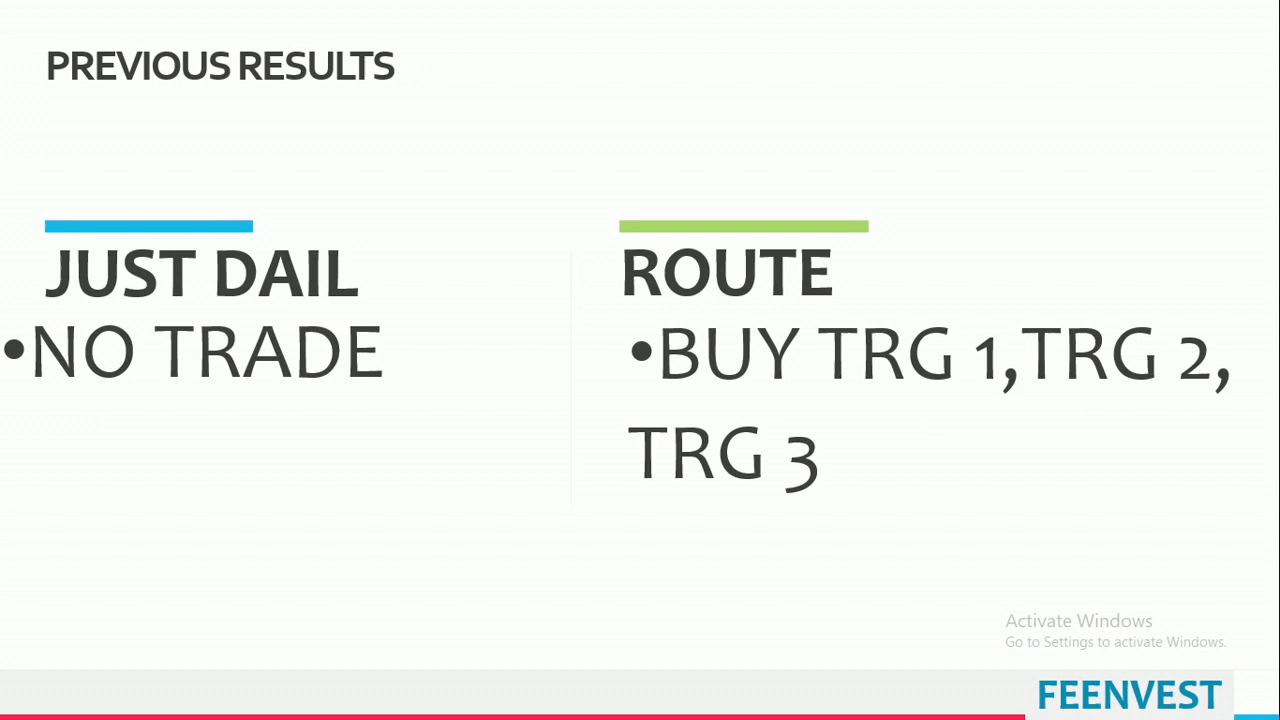 PREVIOUS RESULTS
JUST DAIL
•NO TRADE
ROUTE
•BUY TRG 1,TRG 2,
TRG 3
Activate Windows
Go to Settings to activate Windows.
FEENVEST